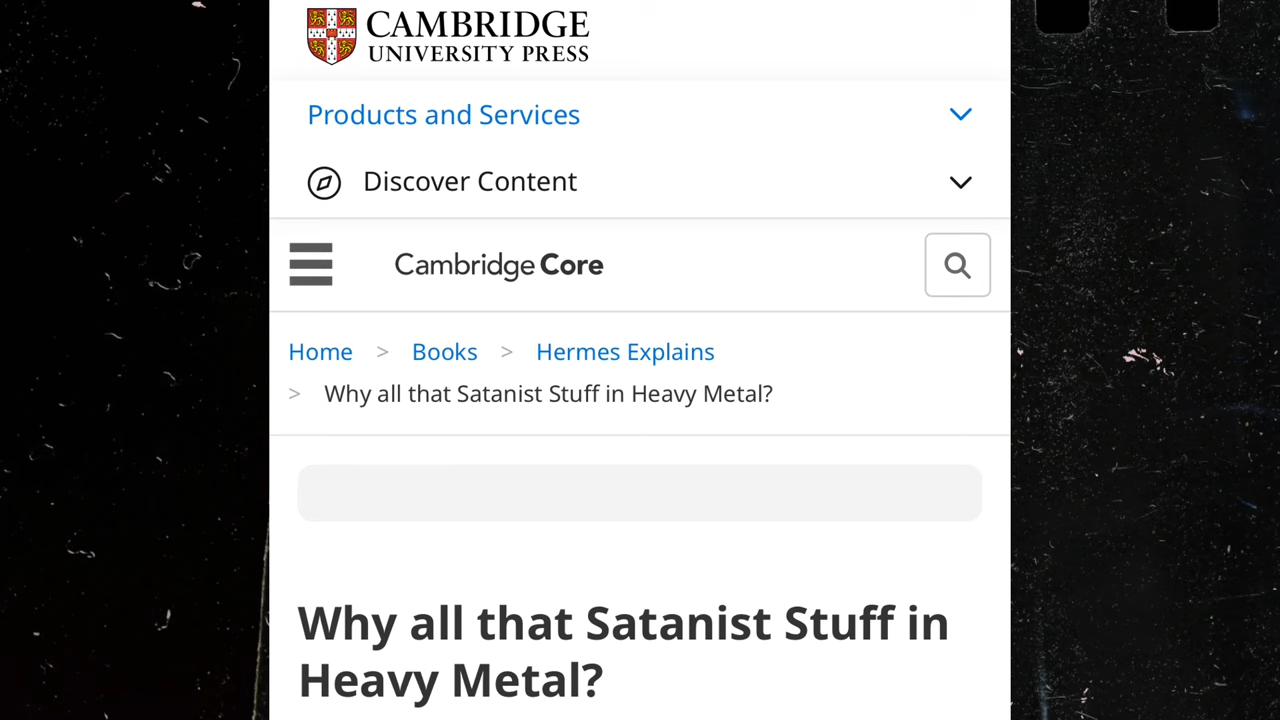 CAMBRIDGE
UNIVERSITY PRESS
Products and Services
Discover Content
Cambridge Core
Home > Books > Hermes Explains
> Why all that Satanist Stuff in Heavy Metal?
Why all that Satanist Stuff in
Heavy Metal?